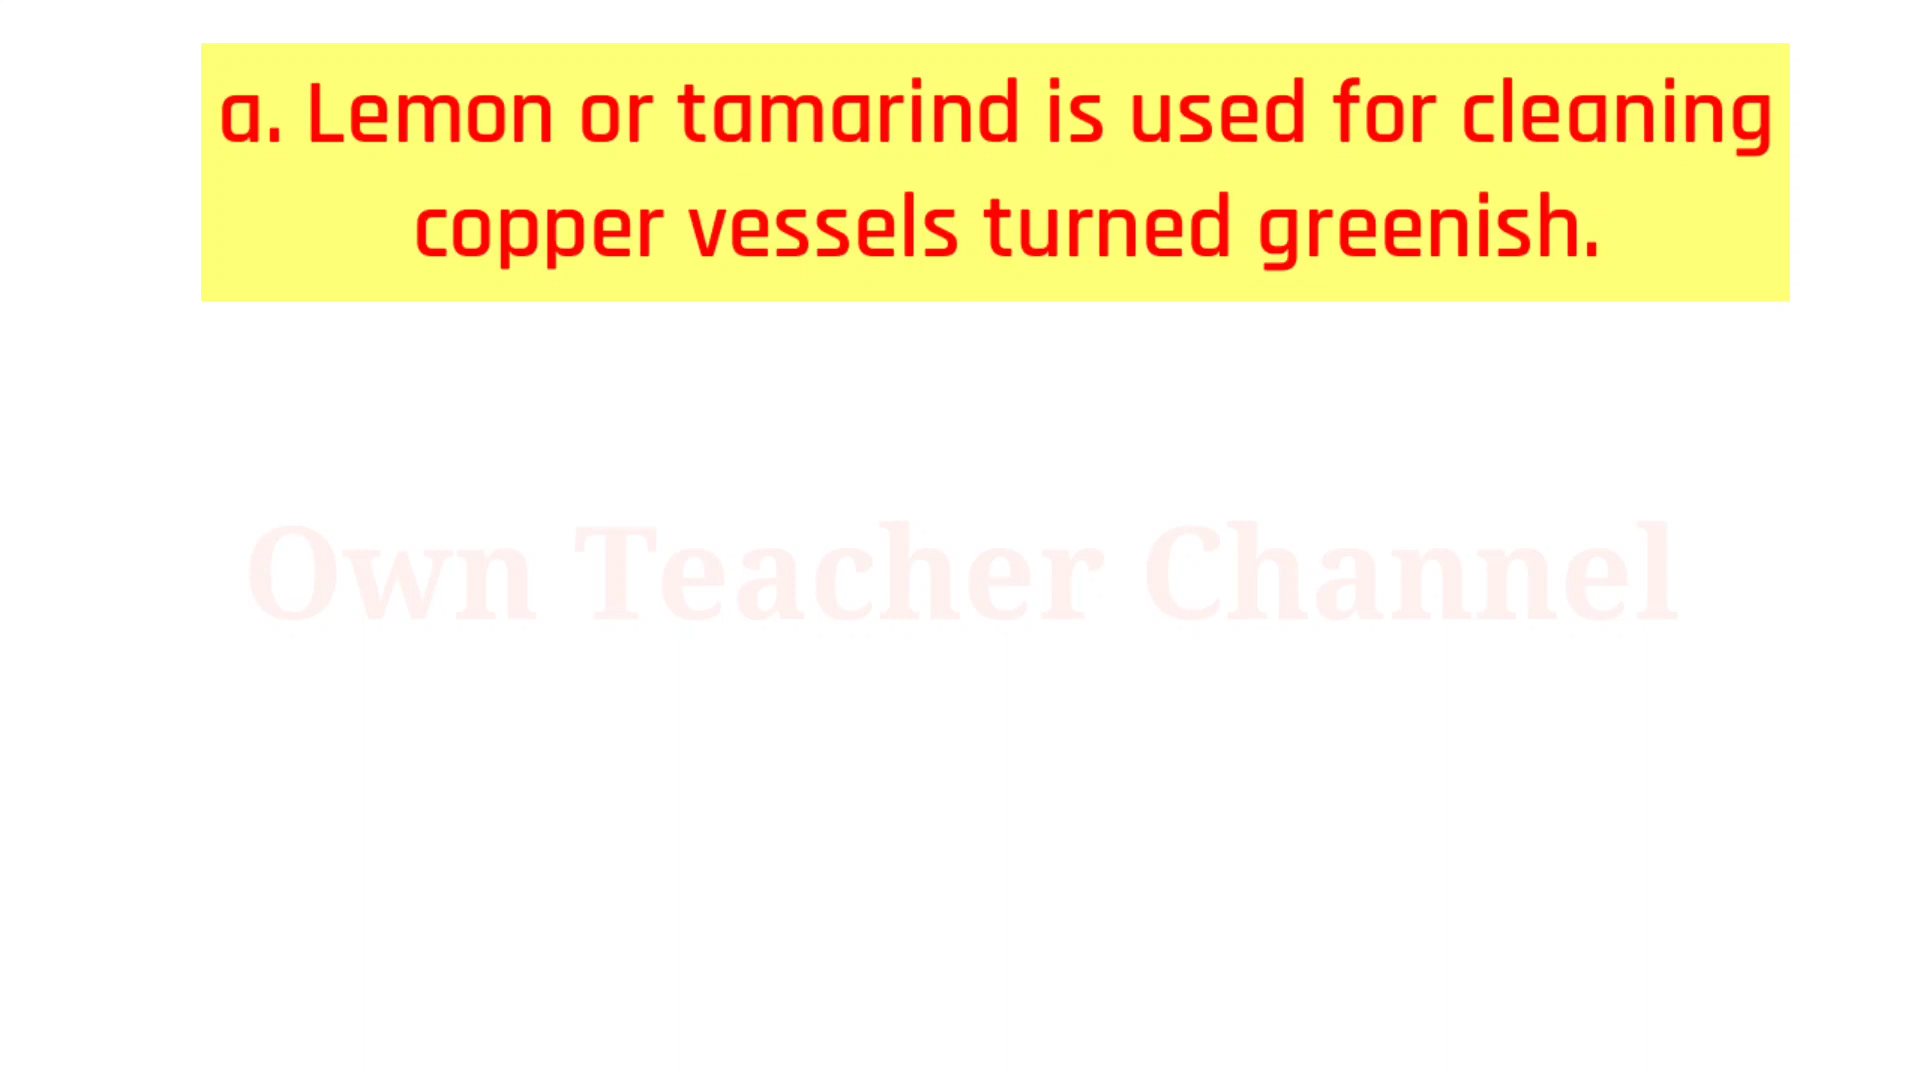 a. Lemon or tamarind is used for cleaning
copper vessels turned greenish.
Own Teacher Channel